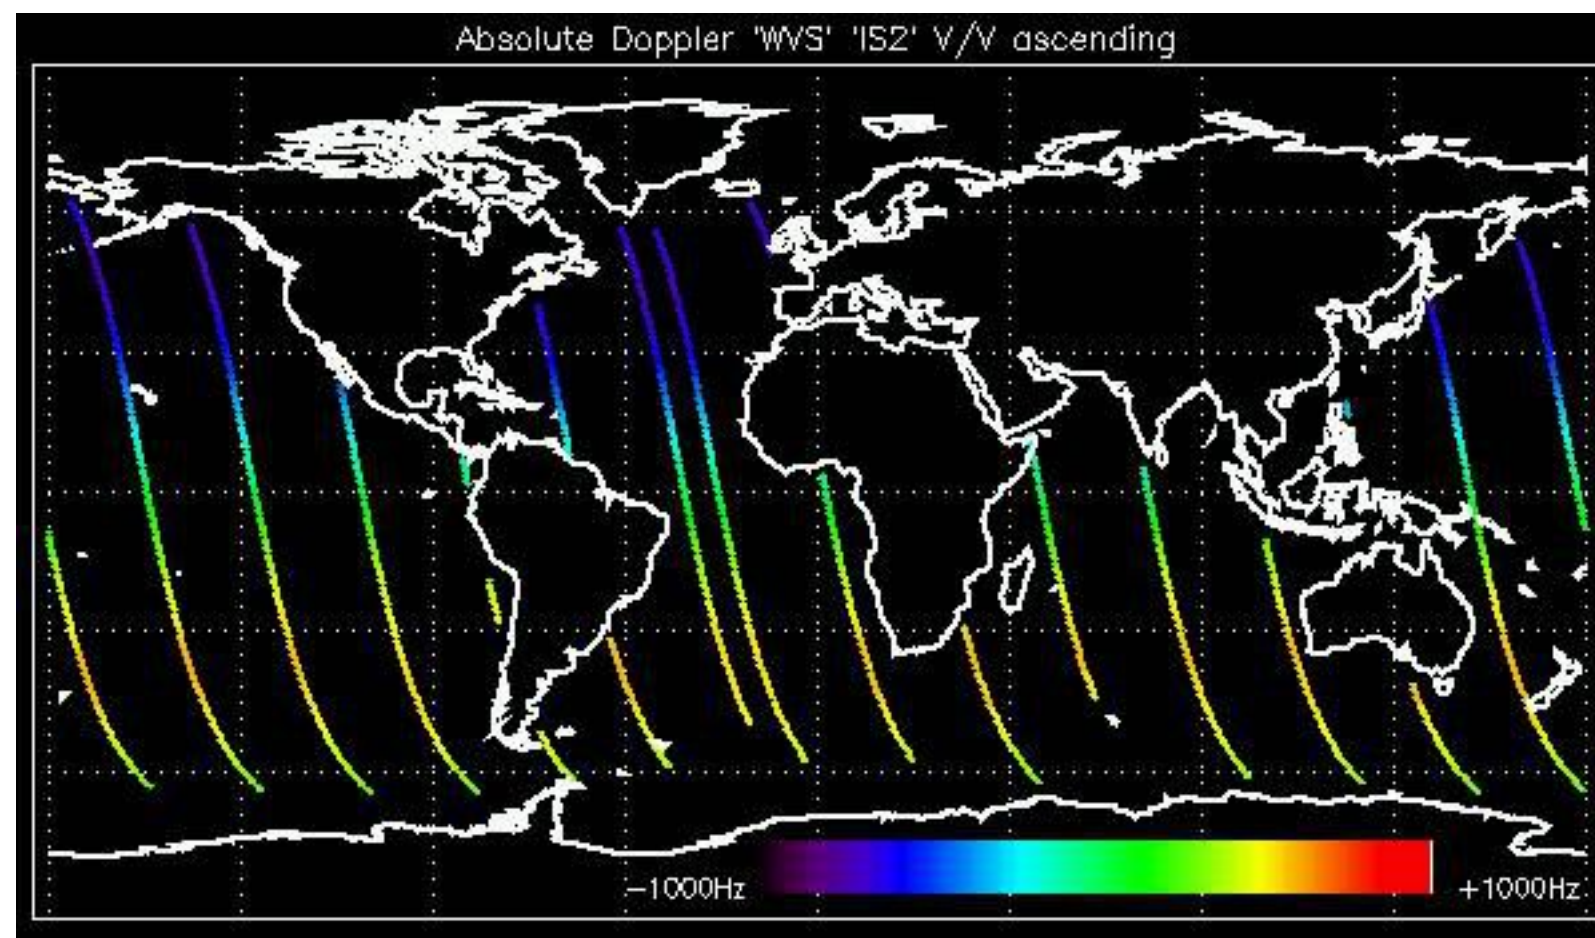 Absolute Doppler 'WVS' 'IS2' V/V ascending
−1000Hz
+1000Hz